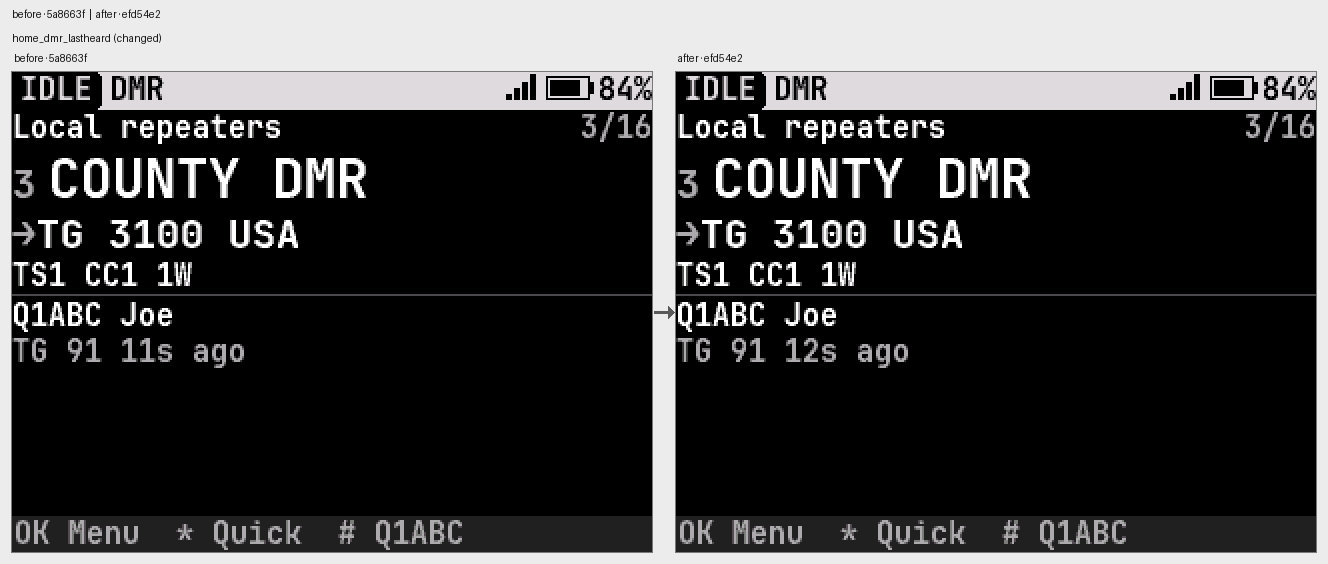 before·5a8663f | after·efd54e2
home_dmr_lastheard (changed)
before·5a8663f
IDLE DMR 84%
Local repeaters 3/16
3 COUNTY DMR
→TG 3100 USA
TS1 CC1 1W
Q1ABC Joe
TG 91 11s ago
OK Menu * Quick # Q1ABC
→
after·efd54e2
IDLE DMR 84%
Local repeaters 3/16
3 COUNTY DMR
→TG 3100 USA
TS1 CC1 1W
Q1ABC Joe
TG 91 12s ago
OK Menu * Quick # Q1ABC